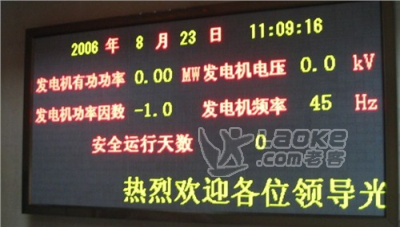 2006 年 8 月 23 日 11:09:16
发电机有功功率 0.00 MW 发电机电压 0.0 kV
发电机功率因数 -1.0 发电机频率 45 Hz
安全运行天数 0
热烈欢迎各位领导光
LAOKE
.com老客